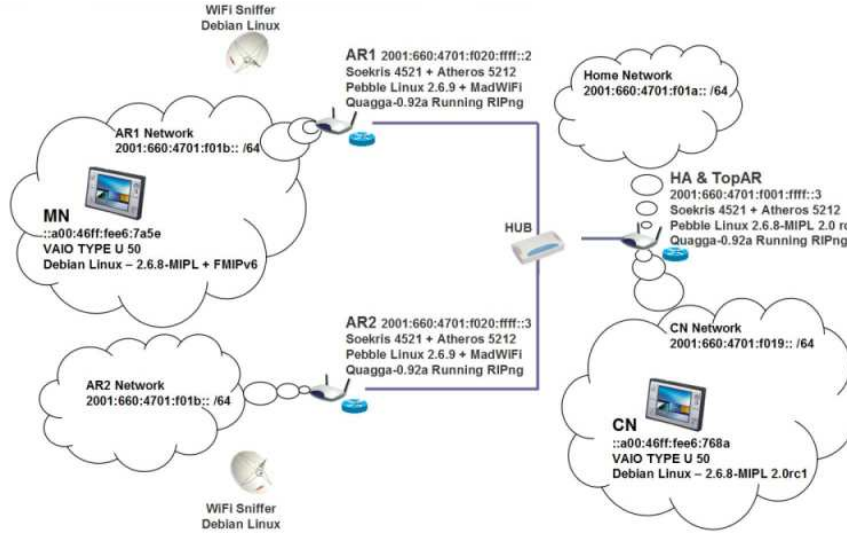 WiFi Sniffer
Debian Linux
AR1 2001:660:4701:f020:ffff::2
Soekris 4521 + Atheros 5212
Pebble Linux 2.6.9 + MadWiFi
Quagga-0.92a Running RIPng
Home Network
2001:660:4701:f01a:: /64
AR1 Network
2001:660:4701:f01b:: /64
MN
::a00:46ff:fee6:7a5e
VAIO TYPE U 50
Debian Linux – 2.6.8-MIPL + FMIPv6
HUB
HA & TopAR
2001:660:4701:f001:ffff::3
Soekris 4521 + Atheros 5212
Pebble Linux 2.6.8-MIPL 2.0 rc
Quagga-0.92a Running RIPng
AR2 2001:660:4701:f020:ffff::3
Soekris 4521 + Atheros 5212
Pebble Linux 2.6.9 + MadWiFi
Quagga-0.92a Running RIPng
AR2 Network
2001:660:4701:f01b:: /64
CN Network
2001:660:4701:f019:: /64
CN
::a00:46ff:fee6:768a
VAIO TYPE U 50
Debian Linux – 2.6.8-MIPL 2.0rc1
WiFi Sniffer
Debian Linux